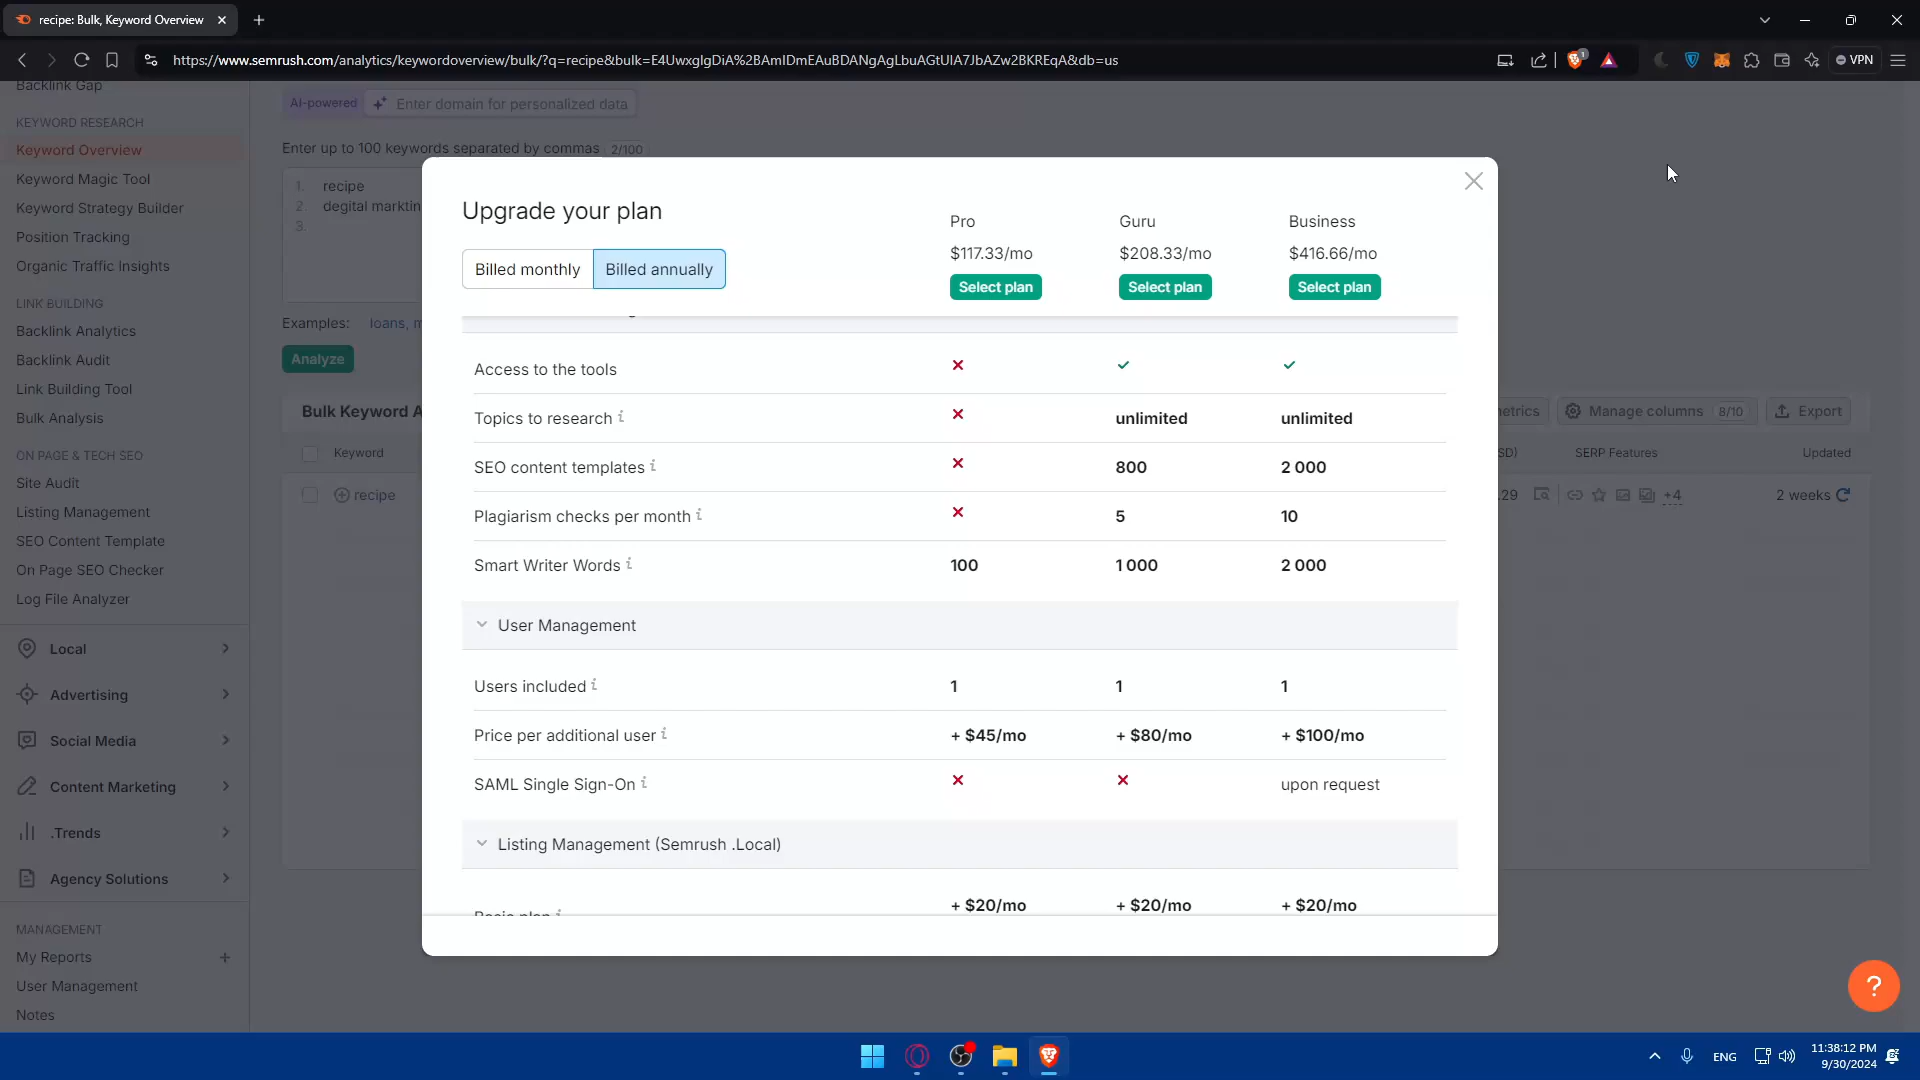 recipe: Bulk, Keyword Overview
https://www.semrush.com/analytics/keywordoverview/bulk/?q=recipe&bulk=E4UwxglgDiA%2BAmIDmEAuBDANgAgLbuAGtUIA7JbAZw2BKREqA&db=us
VPN
Backlink Gap
KEYWORD RESEARCH
Keyword Overview
Keyword Magic Tool
Keyword Strategy Builder
Position Tracking
Organic Traffic Insights
LINK BUILDING
Backlink Analytics
Backlink Audit
Link Building Tool
Bulk Analysis
ON PAGE & TECH SEO
Site Audit
Listing Management
SEO Content Template
On Page SEO Checker
Log File Analyzer
Local
Advertising
Social Media
Content Marketing
.Trends
Agency Solutions
MANAGEMENT
My Reports +
User Management
Notes
AI-powered Enter domain for personalized data
Enter up to 100 keywords separated by commas 2/100
1. recipe
2. degital marktin
3.
Examples: loans,
Analyze
Bulk Keyword A
Manage columns 8/10 Export
Keyword SD) SERP Features Updated
recipe .29 +4 2 weeks
Upgrade your plan
Billed monthly Billed annually
Pro Guru Business
$117.33/mo $208.33/mo $416.66/mo
Select plan Select plan Select plan
Access to the tools
Topics to research unlimited unlimited
SEO content templates 800 2 000
Plagiarism checks per month 5 10
Smart Writer Words 100 1 000 2 000
User Management
Users included 1 1 1
Price per additional user + $45/mo + $80/mo + $100/mo
SAML Single Sign-On upon request
Listing Management (Semrush .Local)
Basic plan + $20/mo + $20/mo + $20/mo
?
ENG
11:38:12 PM
9/30/2024